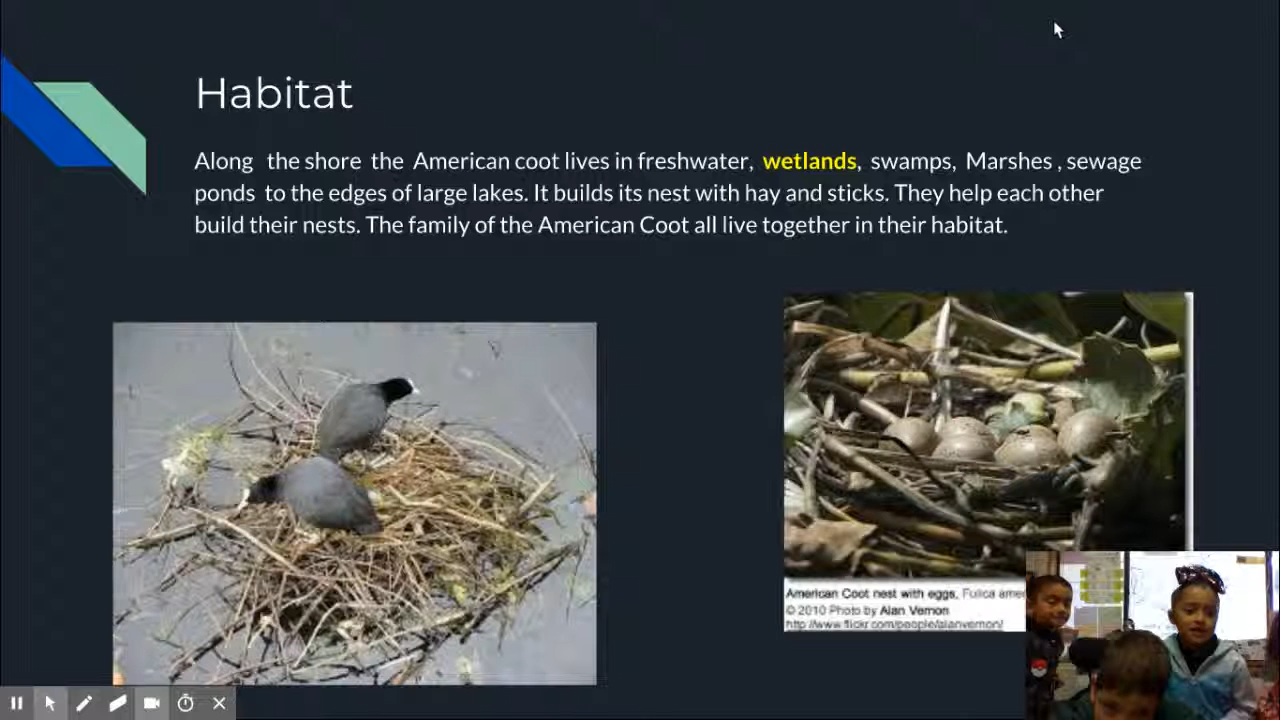 Habitat
Along the shore the American coot lives in freshwater, wetlands, swamps, Marshes , sewage
ponds to the edges of large lakes. It builds its nest with hay and sticks. They help each other
build their nests. The family of the American Coot all live together in their habitat.
American Coot nest with eggs, Fulica amer
© 2010 Photo by Alan Vernon
http://www.flickr.com/people/alanvernon/